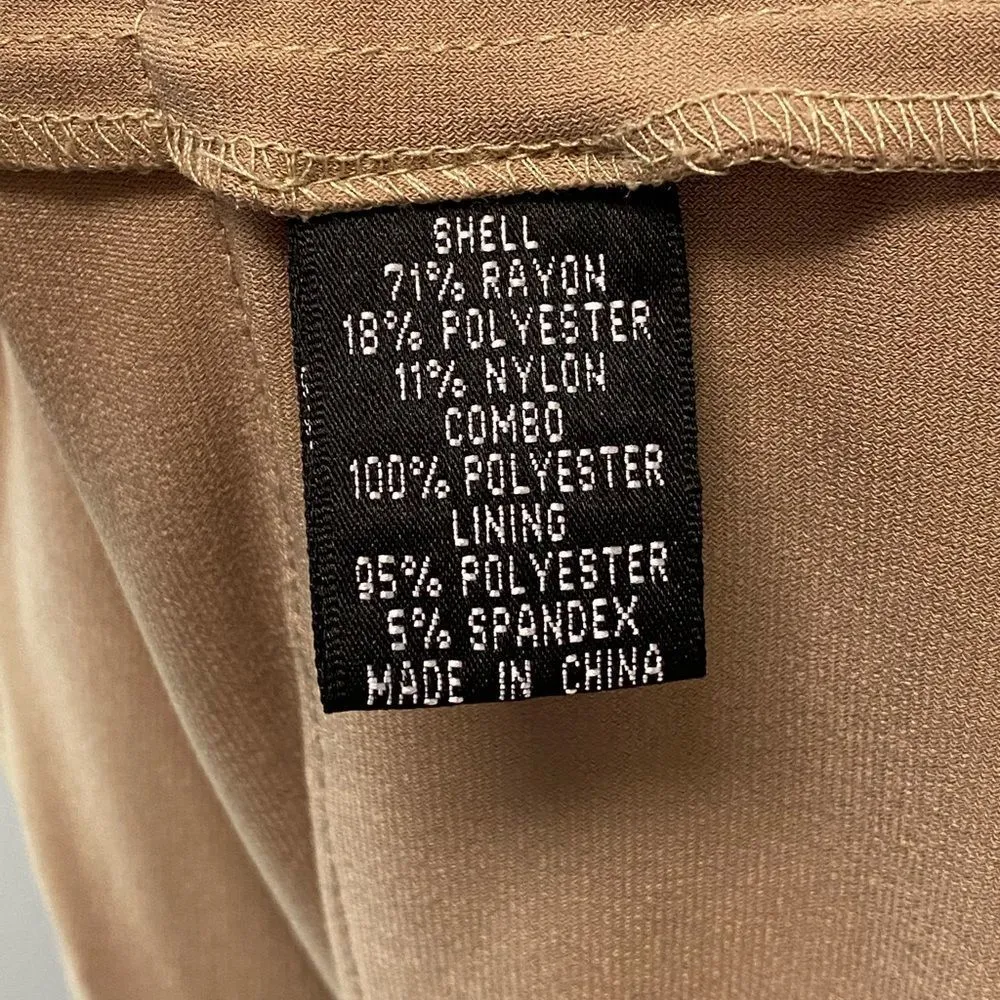 SHELL
71% RAYON
18% POLYESTER
11% NYLON
COMBO
100% POLYESTER
LINING
95% POLYESTER
5% SPANDEX
MADE IN CHINA